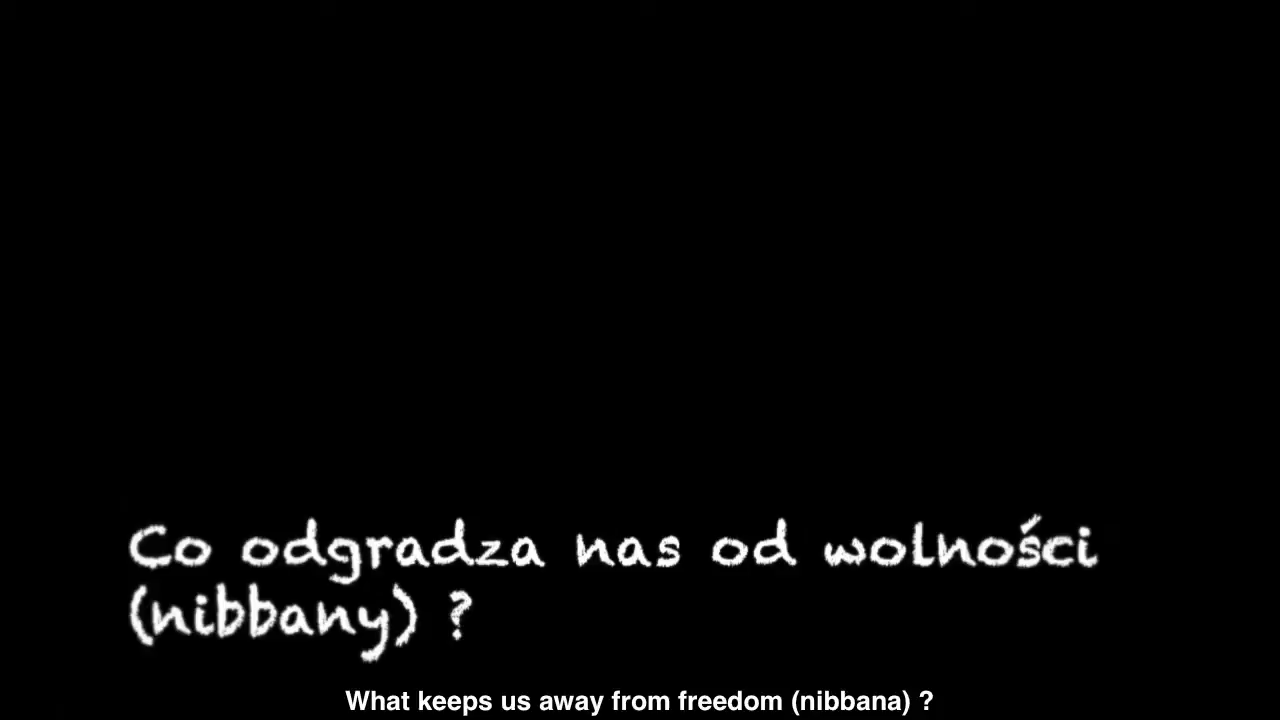 Co odgradza nas od wolności
(nibbany) ?
What keeps us away from freedom (nibbana) ?